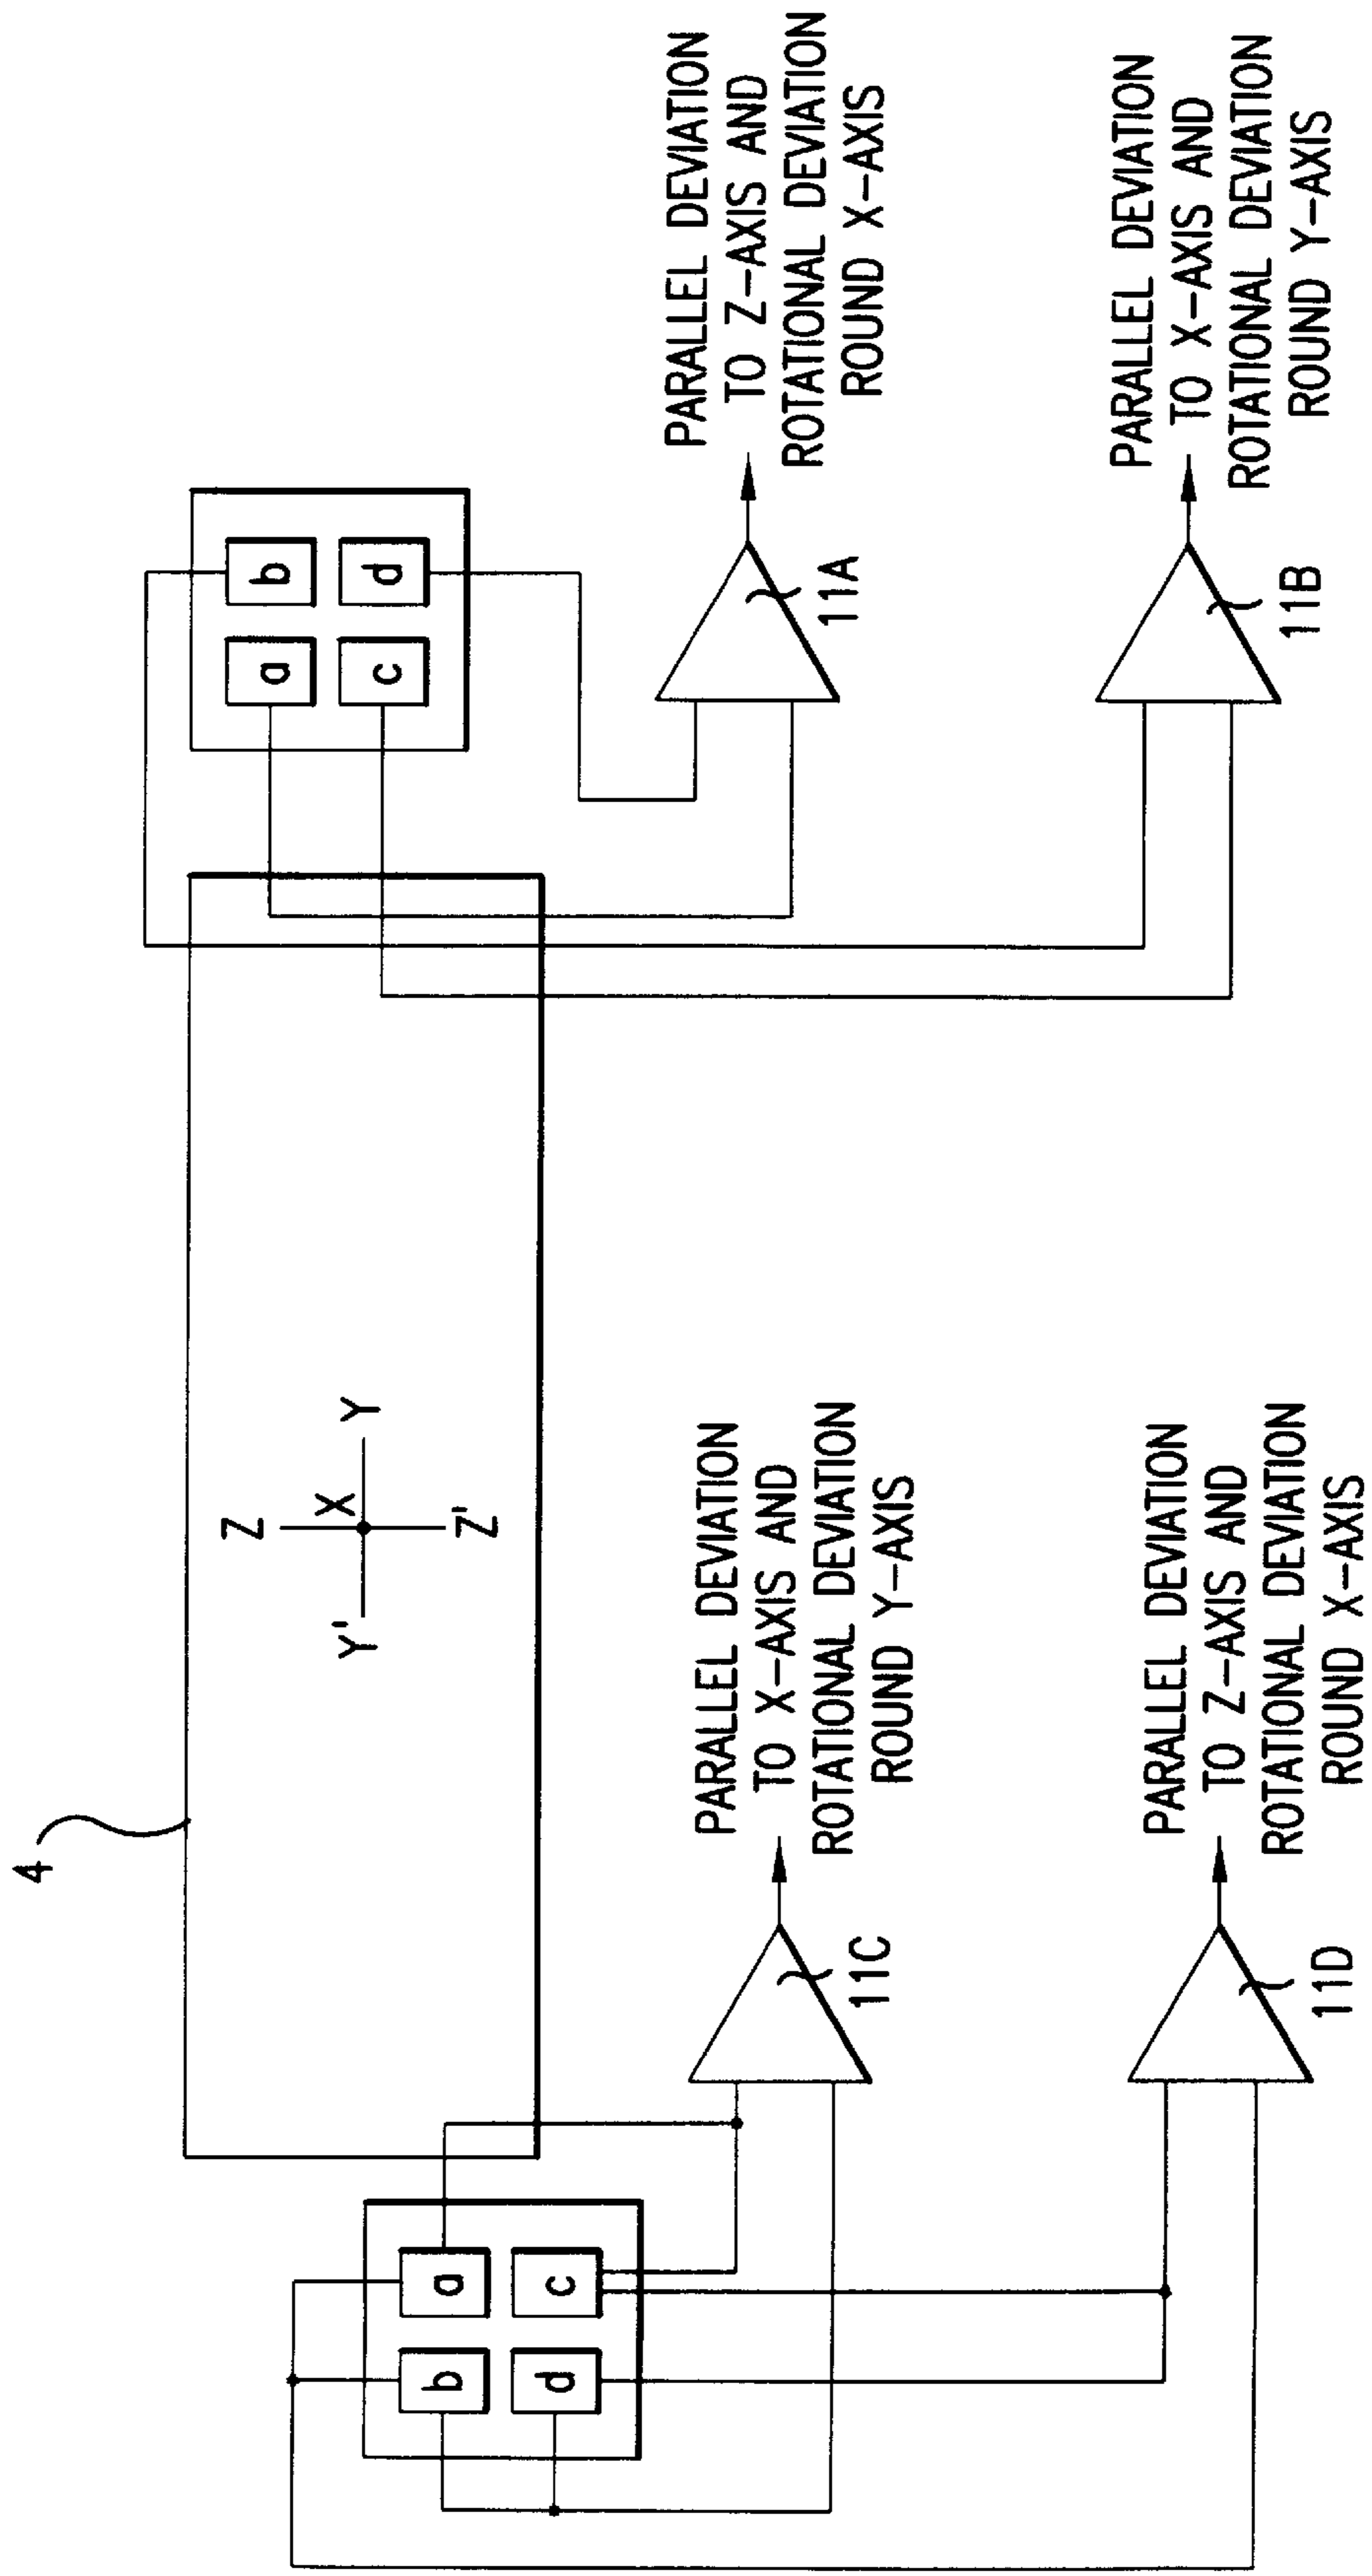 4
Z
Y' X Y
Z'
b a
d c
a b
c d
11C
PARALLEL DEVIATION
TO X-AXIS AND
ROTATIONAL DEVIATION
ROUND Y-AXIS
11A
PARALLEL DEVIATION
TO Z-AXIS AND
ROTATIONAL DEVIATION
ROUND X-AXIS
11D
PARALLEL DEVIATION
TO Z-AXIS AND
ROTATIONAL DEVIATION
ROUND X-AXIS
11B
PARALLEL DEVIATION
TO X-AXIS AND
ROTATIONAL DEVIATION
ROUND Y-AXIS